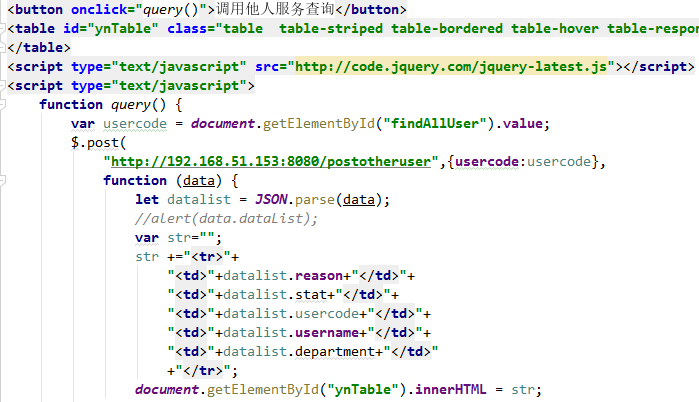 <button onclick="query()">调用他人服务查询</button>
<table id="ynTable" class="table  table-striped table-bordered table-hover table-respon
</table>
<script type="text/javascript" src="http://code.jquery.com/jquery-latest.js"></script>
<script type="text/javascript">
function query() {
var usercode = document.getElementById("findAllUser").value;
$.post(
"http://192.168.51.153:8080/postotheruser",{usercode:usercode},
function (data) {
let datalist = JSON.parse(data);
//alert(data.dataList);
var str="";
str +="<tr>"+
"<td>"+datalist.reason+"</td>"+
"<td>"+datalist.stat+"</td>"+
"<td>"+datalist.usercode+"</td>"+
"<td>"+datalist.username+"</td>"+
"<td>"+datalist.department+"</td>"
+"</tr>";
document.getElementById("ynTable").innerHTML = str;